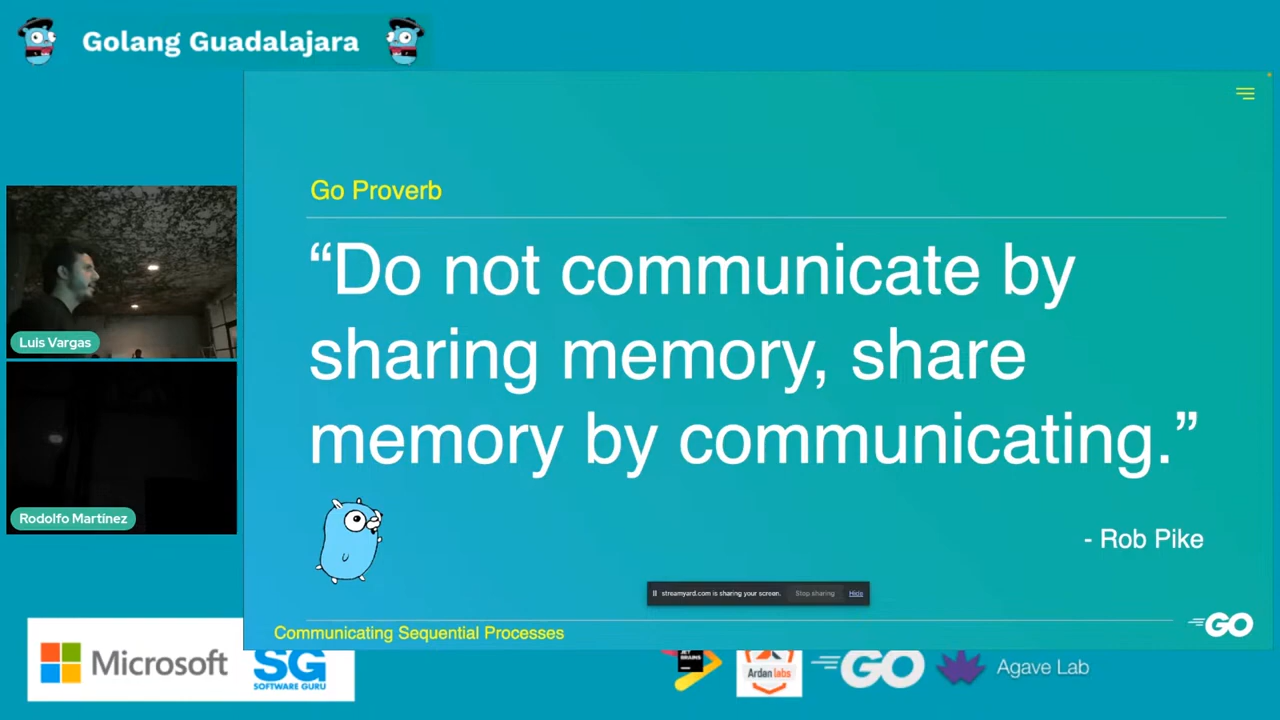 Golang Guadalajara
Go Proverb
“Do not communicate by
sharing memory, share
memory by communicating.”
- Rob Pike
Luis Vargas
Rodolfo Martínez
streamyard.com is sharing your screen. Stop sharing Hide
Communicating Sequential Processes
GO
Microsoft
SG
SOFTWARE GURU
JET
BRAINS
Ardan labs
GO
Agave Lab